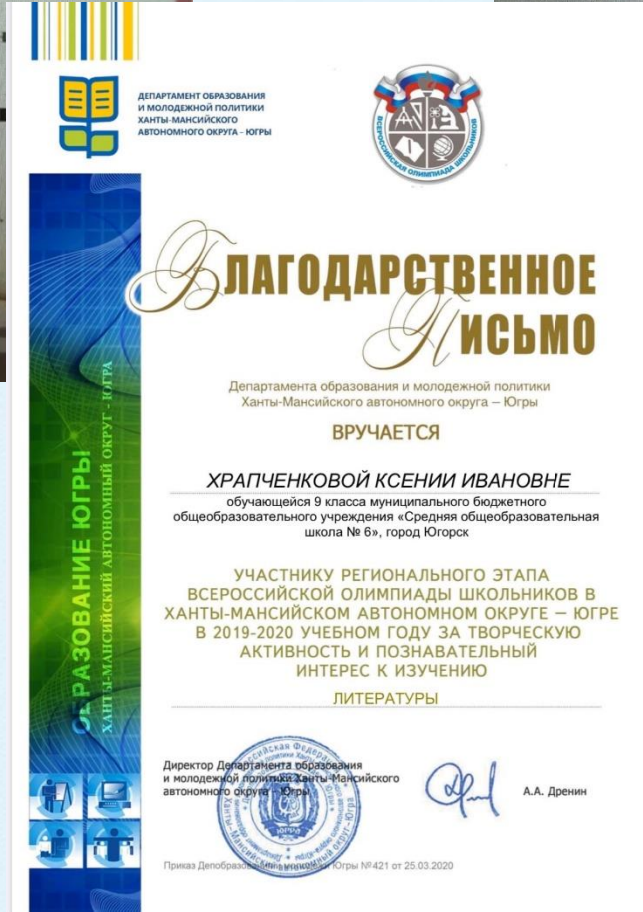 ДЕПАРТАМЕНТ ОБРАЗОВАНИЯ
И МОЛОДЕЖНОЙ ПОЛИТИКИ
ХАНТЫ-МАНСИЙСКОГО
АВТОНОМНОГО ОКРУГА - ЮГРЫ
ВСЕРОССИЙСКАЯ ОЛИМПИАДА ШКОЛЬНИКОВ
БЛАГОДАРСТВЕННОЕ
ПИСЬМО
Департамента образования и молодежной политики
Ханты-Мансийского автономного округа – Югры
ВРУЧАЕТСЯ
ХРАПЧЕНКОВОЙ КСЕНИИ ИВАНОВНЕ
обучающейся 9 класса муниципального бюджетного
общеобразовательного учреждения «Средняя общеобразовательная
школа № 6», город Югорск
УЧАСТНИКУ РЕГИОНАЛЬНОГО ЭТАПА
ВСЕРОССИЙСКОЙ ОЛИМПИАДЫ ШКОЛЬНИКОВ В
ХАНТЫ-МАНСИЙСКОМ АВТОНОМНОМ ОКРУГЕ – ЮГРЕ
В 2019-2020 УЧЕБНОМ ГОДУ ЗА ТВОРЧЕСКУЮ
АКТИВНОСТЬ И ПОЗНАВАТЕЛЬНЫЙ
ИНТЕРЕС К ИЗУЧЕНИЮ
ЛИТЕРАТУРЫ
ОБРАЗОВАНИЕ ЮГРЫ
ХАНТЫ-МАНСИЙСКИЙ АВТОНОМНЫЙ ОКРУГ - ЮГРА
Директор Департамента образования
и молодежной политики Ханты-Мансийского
автономного округа – Югры
А.А. Дренин
Приказ Депобразования и молодежи Югры №421 от 25.03.2020